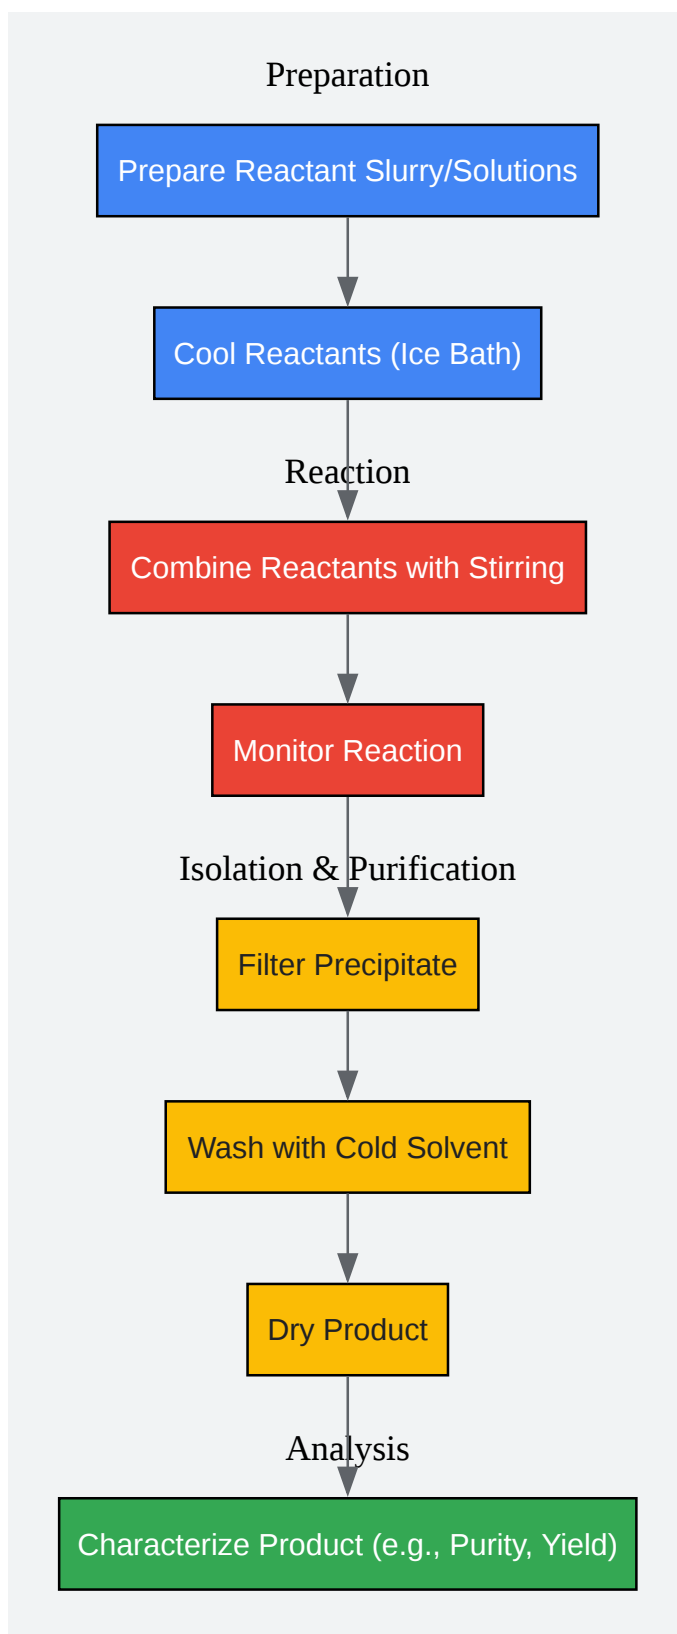 Preparation
Prepare Reactant Slurry/Solutions
Cool Reactants (Ice Bath)
Reaction
Combine Reactants with Stirring
Monitor Reaction
Isolation & Purification
Filter Precipitate
Wash with Cold Solvent
Dry Product
Analysis
Characterize Product (e.g., Purity, Yield)